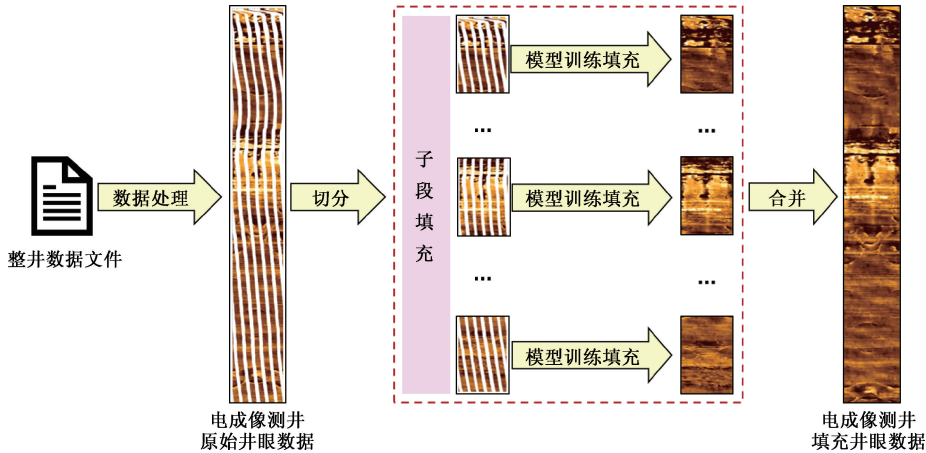 整井数据文件
数据处理
电成像测井
原始井眼数据
切分
子
段
填
充
模型训练填充
...
模型训练填充
...
模型训练填充
...
...
合并
电成像测井
填充井眼数据